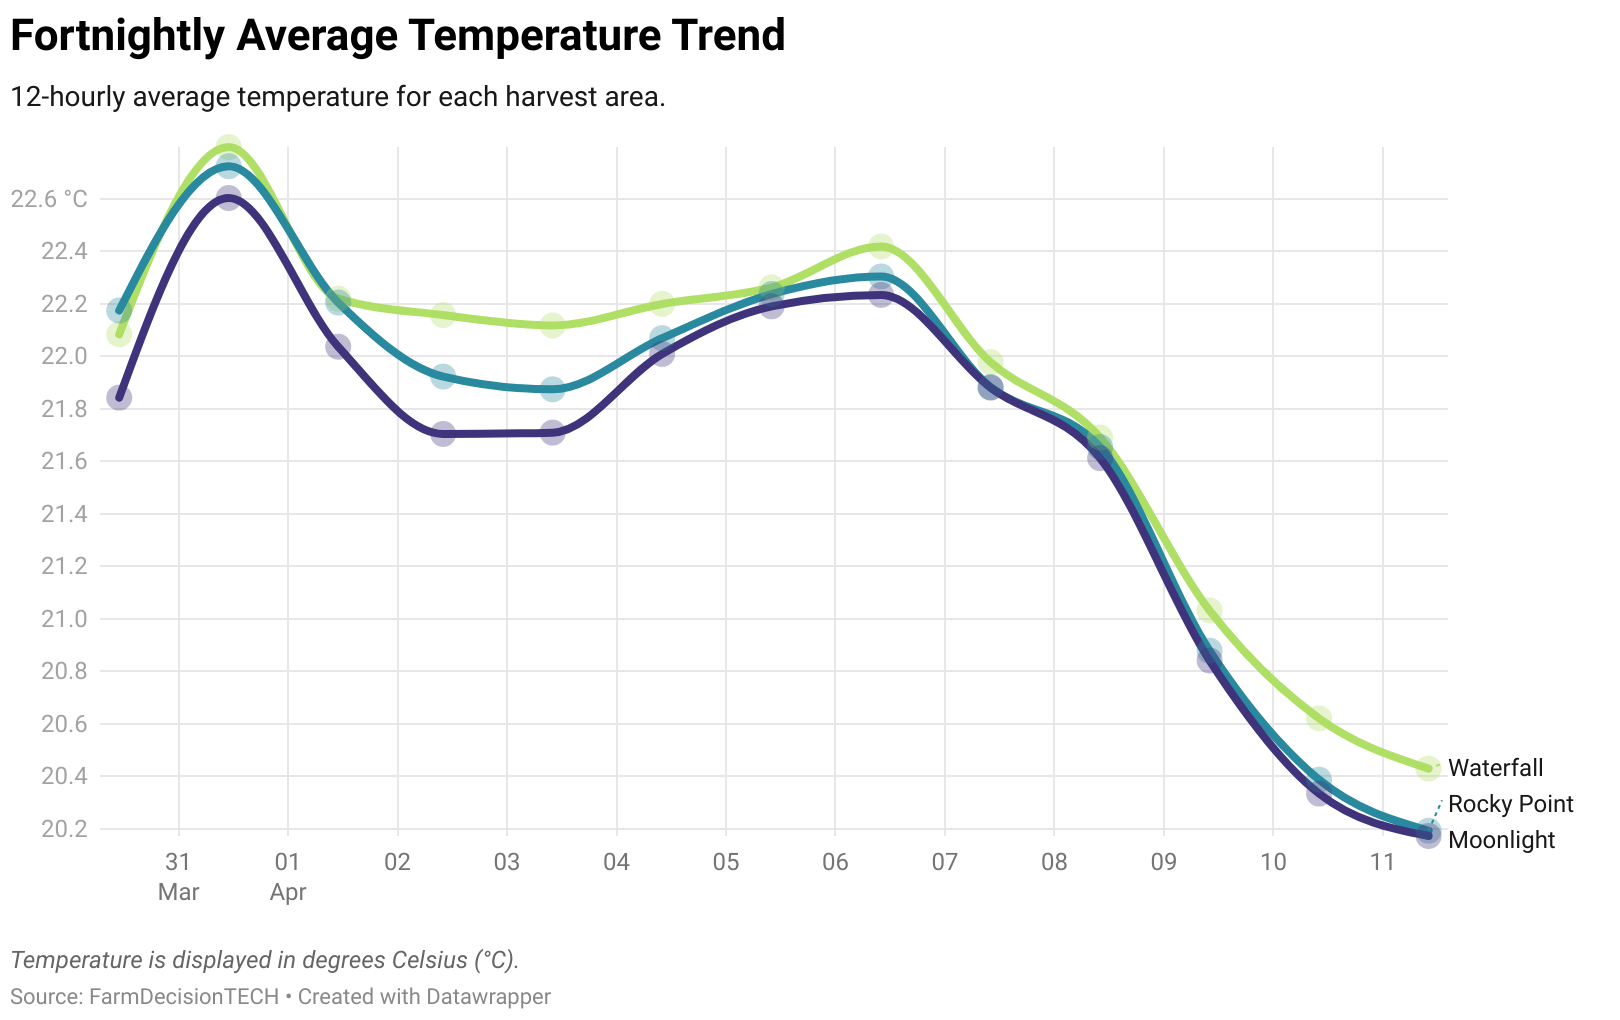 Fortnightly Average Temperature Trend
12-hourly average temperature for each harvest area.
22.6 °C
22.4
22.2
22.0
21.8
21.6
21.4
21.2
21.0
20.8
20.6
20.4
20.2
Waterfall
Rocky Point
Moonlight
31 01 02 03 04 05 06 07 08 09 10 11
Mar Apr
Temperature is displayed in degrees Celsius (°C).
Source: FarmDecisionTECH • Created with Datawrapper